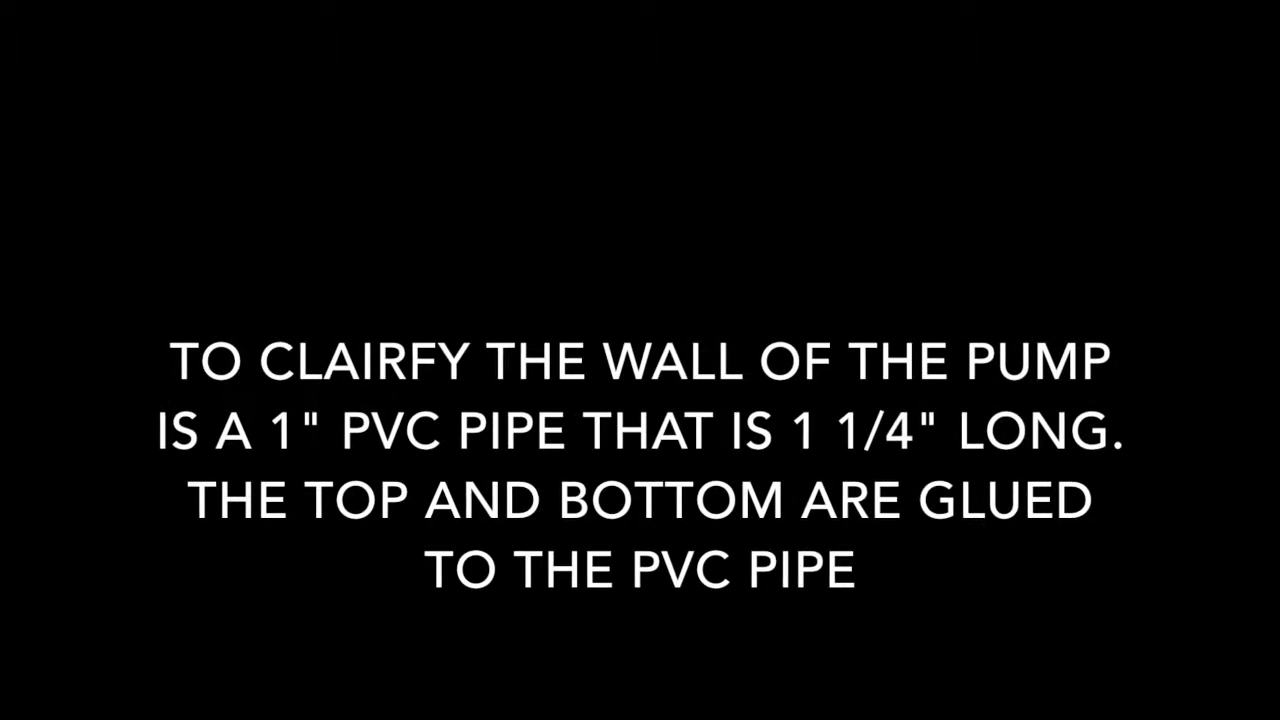 TO CLAIRFY THE WALL OF THE PUMP
IS A 1" PVC PIPE THAT IS 1 1/4" LONG.
THE TOP AND BOTTOM ARE GLUED
TO THE PVC PIPE